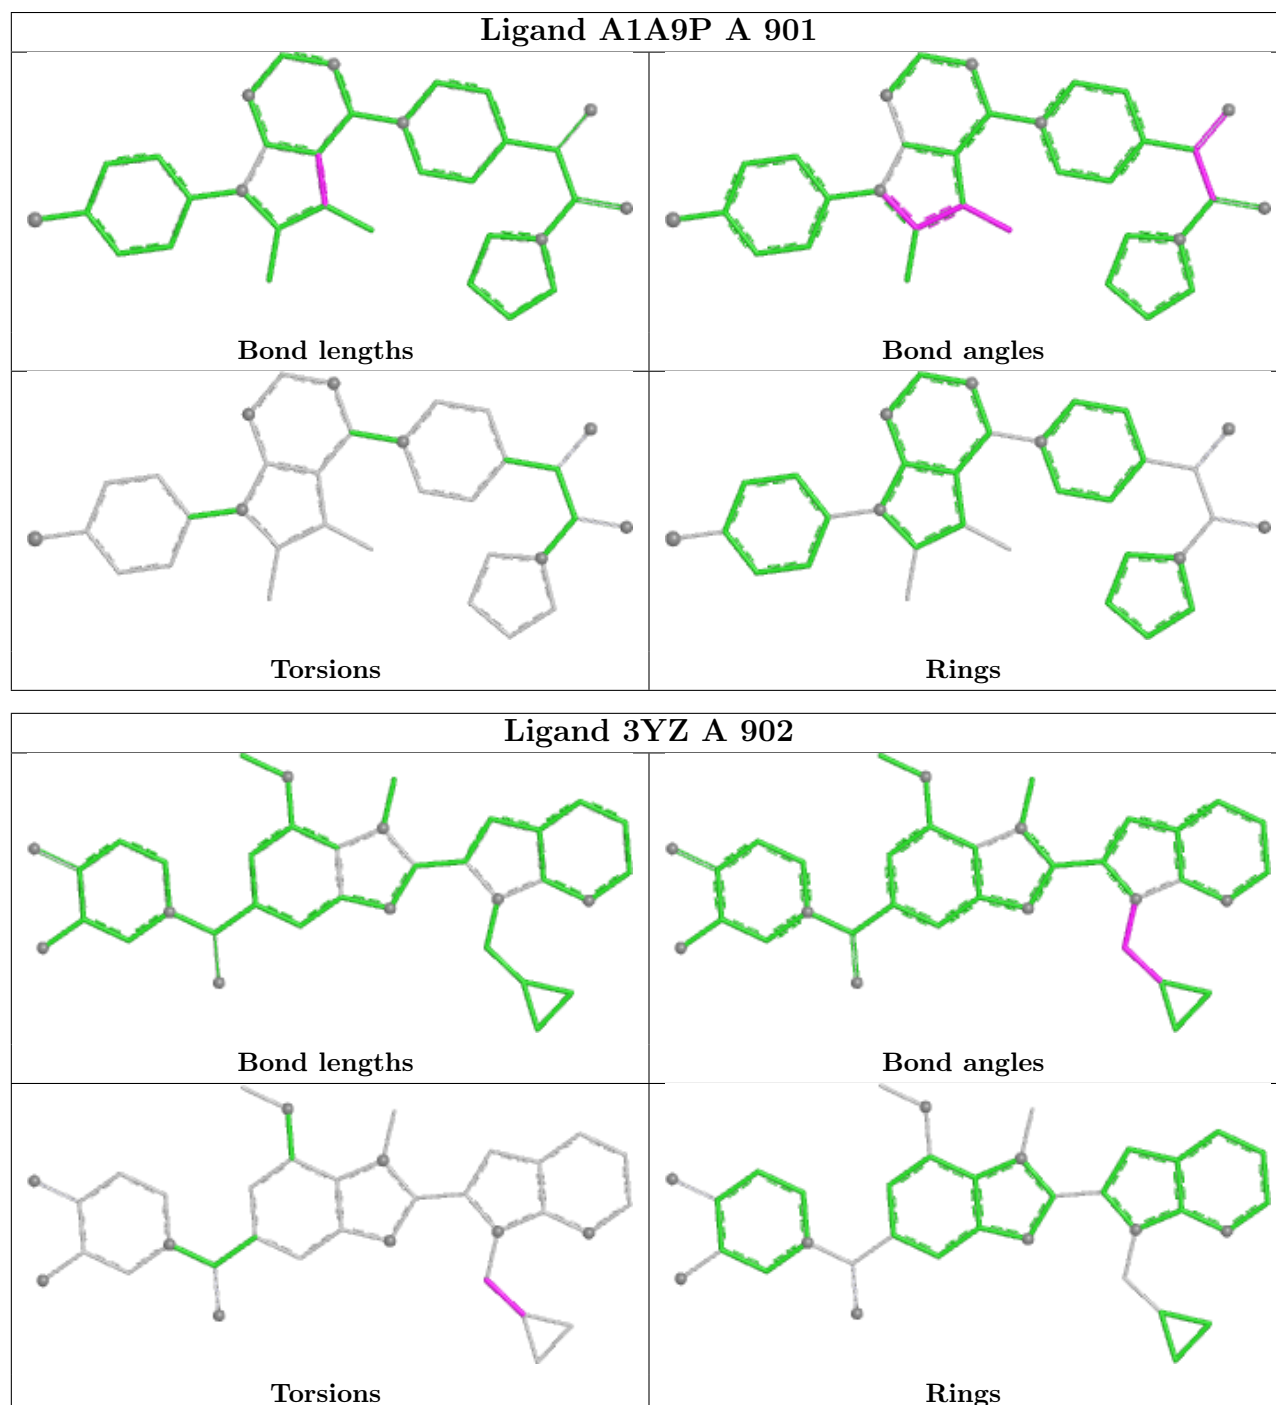 Ligand A1A9P A 901
Bond lengths
Bond angles
Torsions
Rings
Ligand 3YZ A 902
Bond lengths
Bond angles
Torsions
Rings